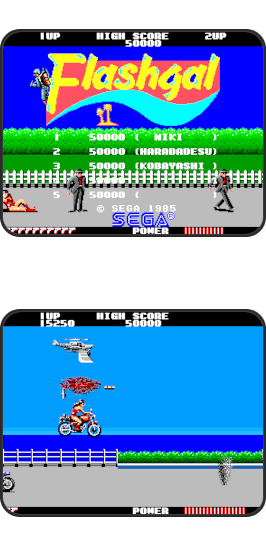 1UP HIGH SCORE 2UP
50000
Flashgal
1 50000 ( MIKI )
2 50000 (HARADADESU)
3 50000 (KOBAYASHI )
50000 (
5 )
© SEGA 1985
SEGA®
POWER
1UP HIGH SCORE
15250 50000
POWER